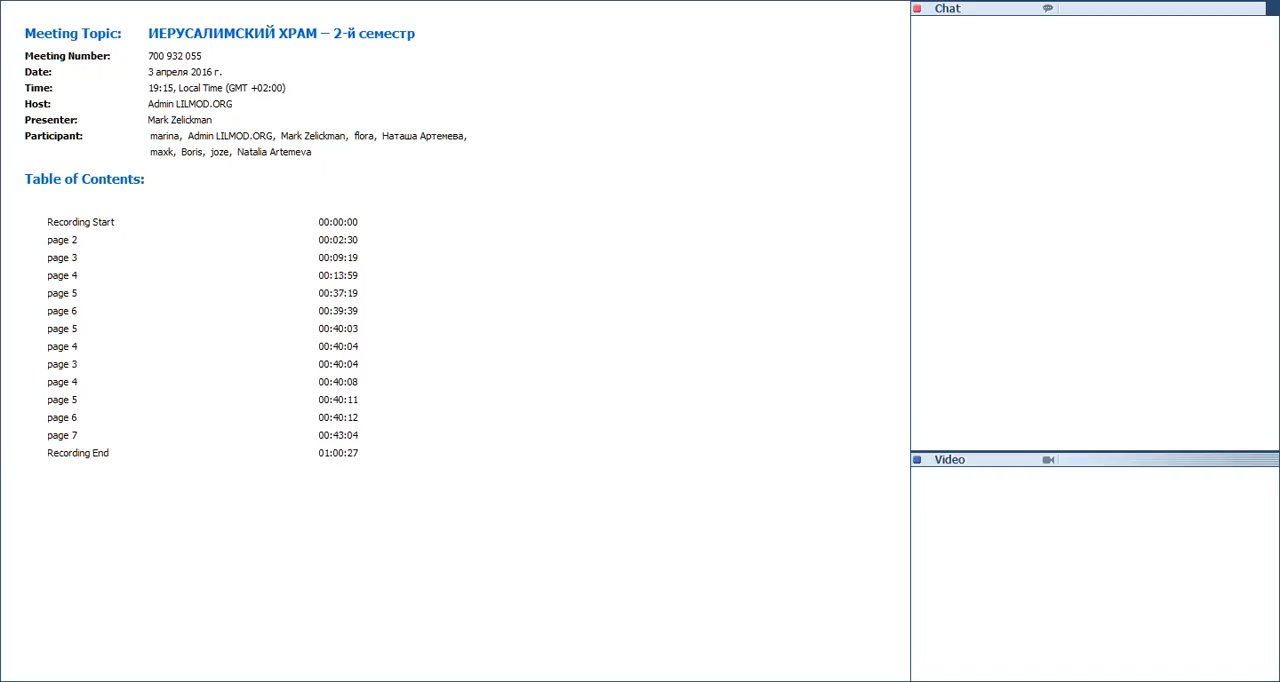 Meeting Topic: ИЕРУСАЛИМСКИЙ ХРАМ – 2-й семестр
Meeting Number: 700 932 055
Date: 3 апреля 2016 г.
Time: 19:15, Local Time (GMT +02:00)
Host: Admin LILMOD.ORG
Presenter: Mark Zelickman
Participant: marina, Admin LILMOD.ORG, Mark Zelickman, flora, Наташа Артенева,
maxk, Boris, joze, Natalia Artemeva
Table of Contents:
Recording Start 00:00:00
page 2 00:02:30
page 3 00:09:19
page 4 00:13:59
page 5 00:37:19
page 6 00:39:39
page 5 00:40:03
page 4 00:40:04
page 3 00:40:04
page 4 00:40:08
page 5 00:40:11
page 6 00:40:12
page 7 00:43:04
Recording End 01:00:27
Chat
Video